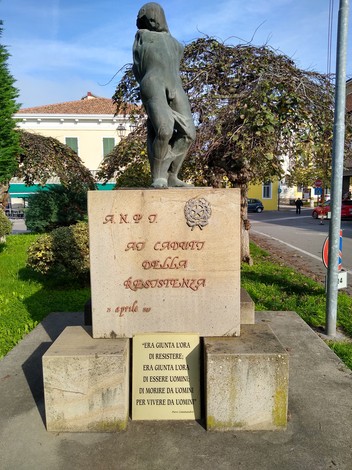 A.N.P.I.
AI CADUTI
DELLA
RESISTENZA
25 aprile
"ERA GIUNTA L'ORA
DI RESISTERE;
ERA GIUNTA L'ORA
DI ESSERE UOMINI;
DI MORIRE DA UOMINI
PER VIVERE DA UOMINI"